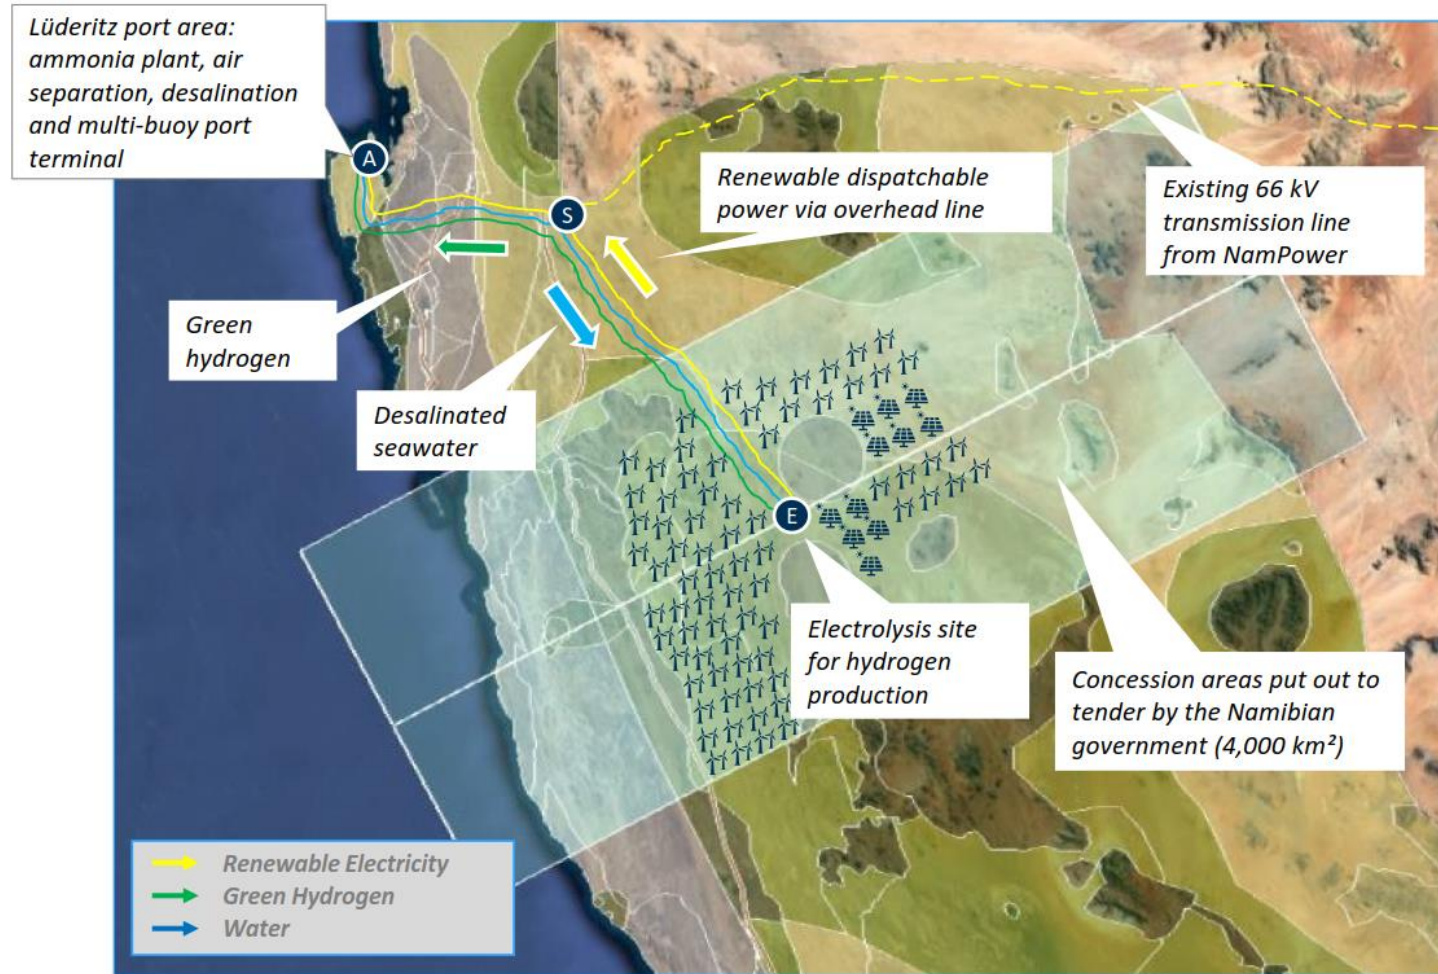 Lüderitz port area:
ammonia plant, air
separation, desalination
and multi-buoy port
terminal
A
S
Renewable dispatchable
power via overhead line
Existing 66 kV
transmission line
from NamPower
Green
hydrogen
Desalinated
seawater
E
Electrolysis site
for hydrogen
production
Concession areas put out to
tender by the Namibian
government (4,000 km²)
Renewable Electricity
Green Hydrogen
Water